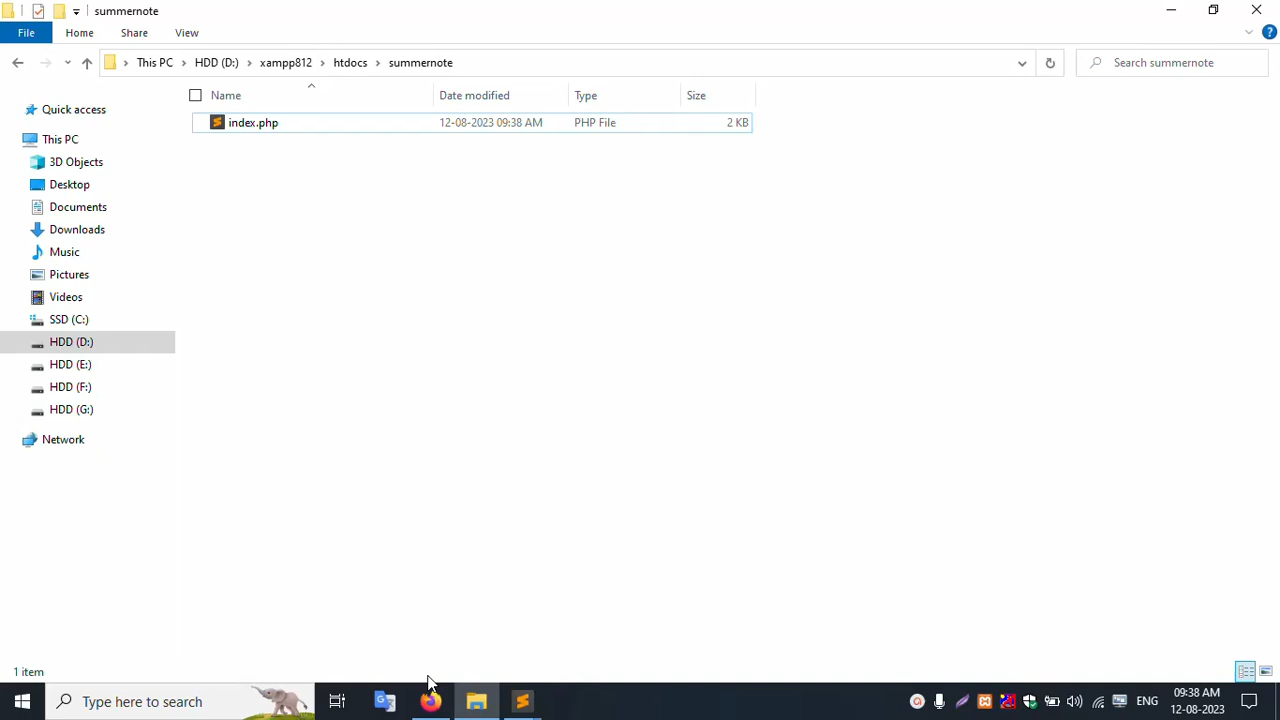 summernote
File Home Share View
This PC HDD (D:) xampp812 htdocs summernote
Search summernote
Name Date modified Type Size
index.php 12-08-2023 09:38 AM PHP File 2 KB
Quick access
This PC
3D Objects
Desktop
Documents
Downloads
Music
Pictures
Videos
SSD (C:)
HDD (D:)
HDD (E:)
HDD (F:)
HDD (G:)
Network
1 item
Type here to search
ENG
09:38 AM
12-08-2023